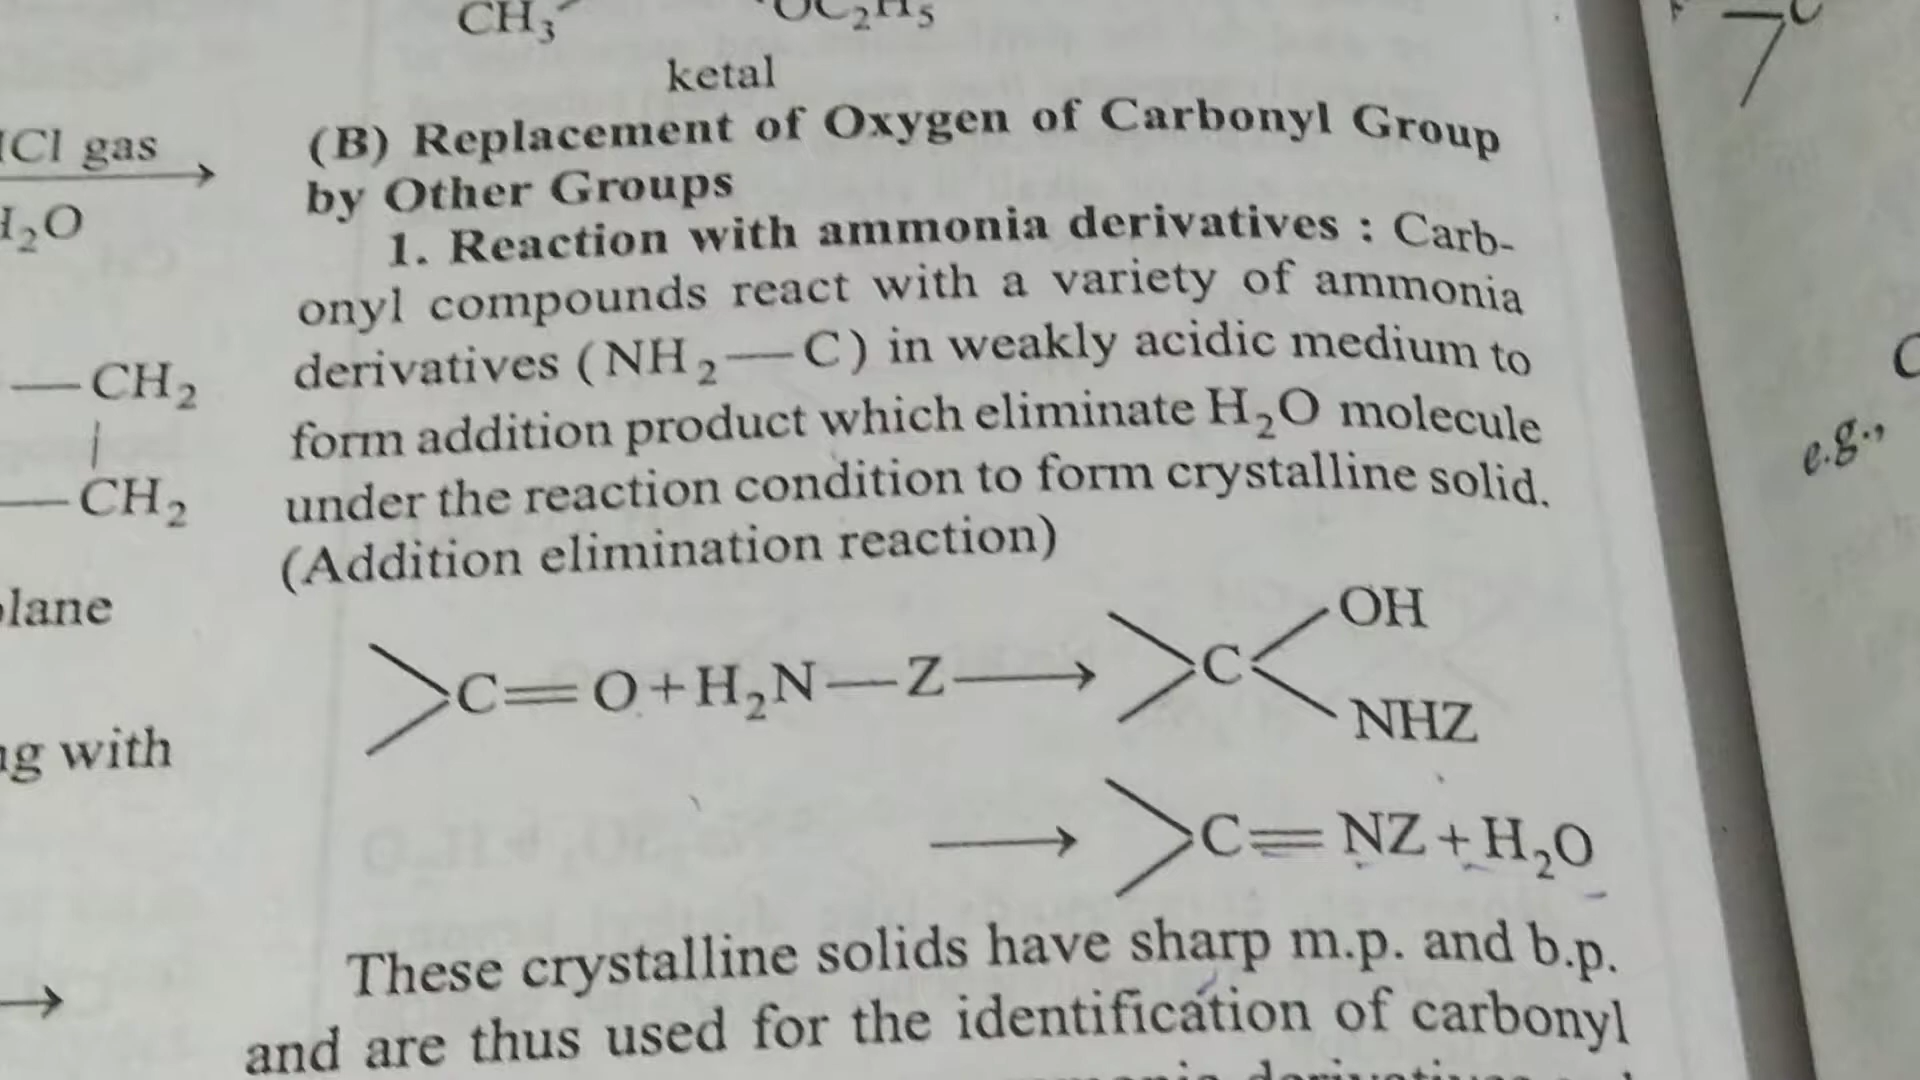 CH3 OC2H5
ketal
(B) Replacement of Oxygen of Carbonyl Group
by Other Groups
1. Reaction with ammonia derivatives : Carb-
onyl compounds react with a variety of ammonia
derivatives (NH2—C) in weakly acidic medium to
form addition product which eliminate H2O molecule
under the reaction condition to form crystalline solid.
(Addition elimination reaction)
>C=O+H2N—Z⟶>C<OH
NHZ
⟶>C=NZ+H2O
These crystalline solids have sharp m.p. and b.p.
and are thus used for the identification of carbonyl
Cl gas
H2O
—CH2
|
—CH2
lane
g with
→
e.g.,